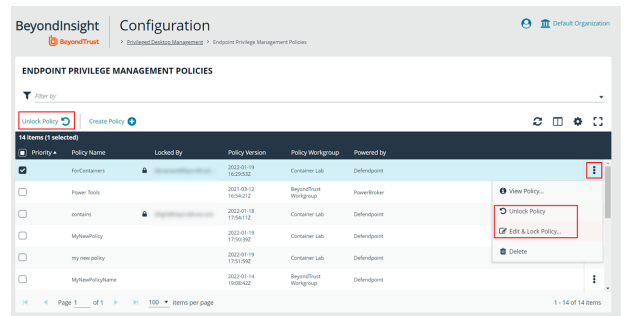 BeyondInsight
BeyondTrust
Configuration
> Privileged Desktop Management > Endpoint Privilege Management Policies
Default Organization
ENDPOINT PRIVILEGE MANAGEMENT POLICIES
Filter by
Unlock Policy Create Policy
14 items (1 selected)
Priority Policy Name Locked By Policy Version Policy Workgroup Powered by
ForContainers 2022-01-19 16:29:53Z Container Lab Defendpoint
Power Tools 2021-03-12 16:54:21Z BeyondTrust Workgroup PowerBroker
contains 2022-01-18 17:54:11Z Container Lab Defendpoint
MyNewPolicy 2022-01-19 17:50:39Z Container Lab Defendpoint
my new policy 2022-01-19 17:51:59Z Container Lab Defendpoint
MyNewPolicyName 2022-01-14 19:08:42Z BeyondTrust Workgroup Defendpoint
View Policy...
Unlock Policy
Edit & Lock Policy...
Delete
Page 1 of 1 100 items per page 1 - 14 of 14 items